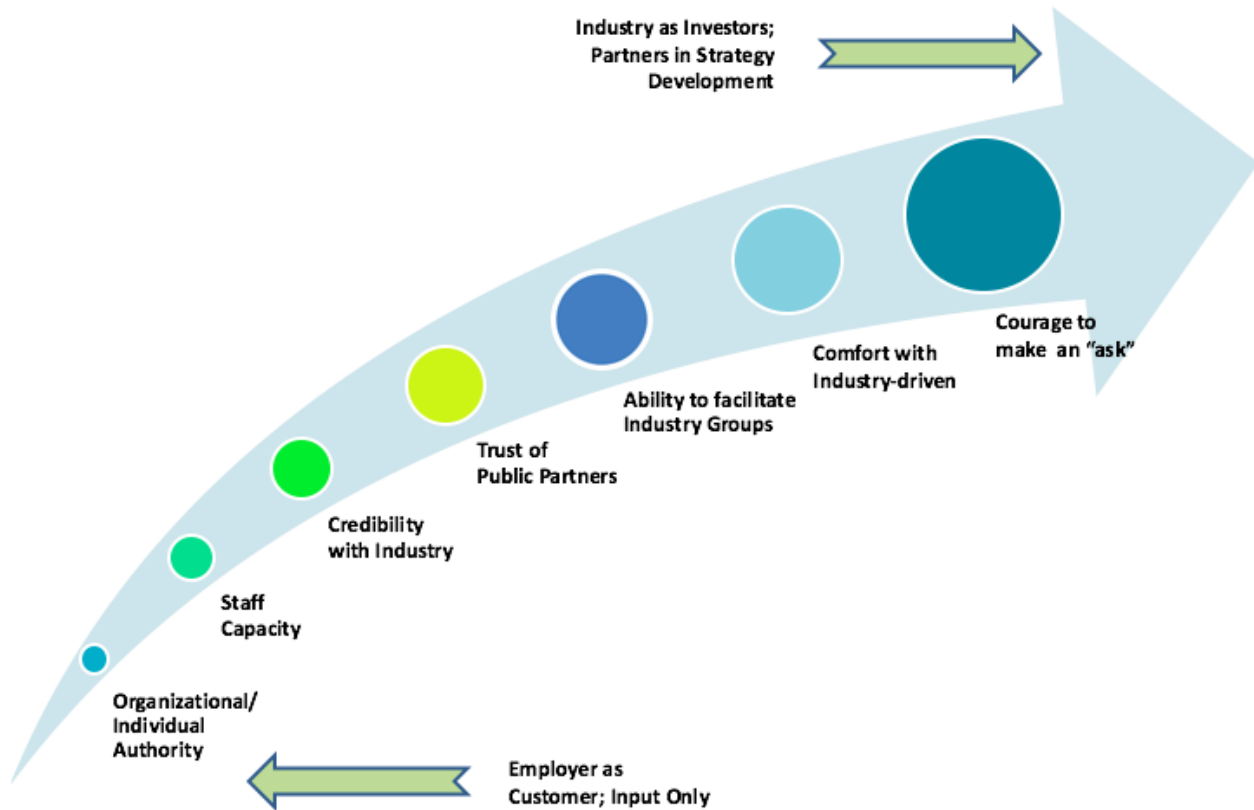 Industry as Investors;
Partners in Strategy
Development
Courage to
make an “ask”
Comfort with
Industry-driven
Ability to facilitate
Industry Groups
Trust of
Public Partners
Credibility
with Industry
Staff
Capacity
Organizational/
Individual
Authority
Employer as
Customer; Input Only